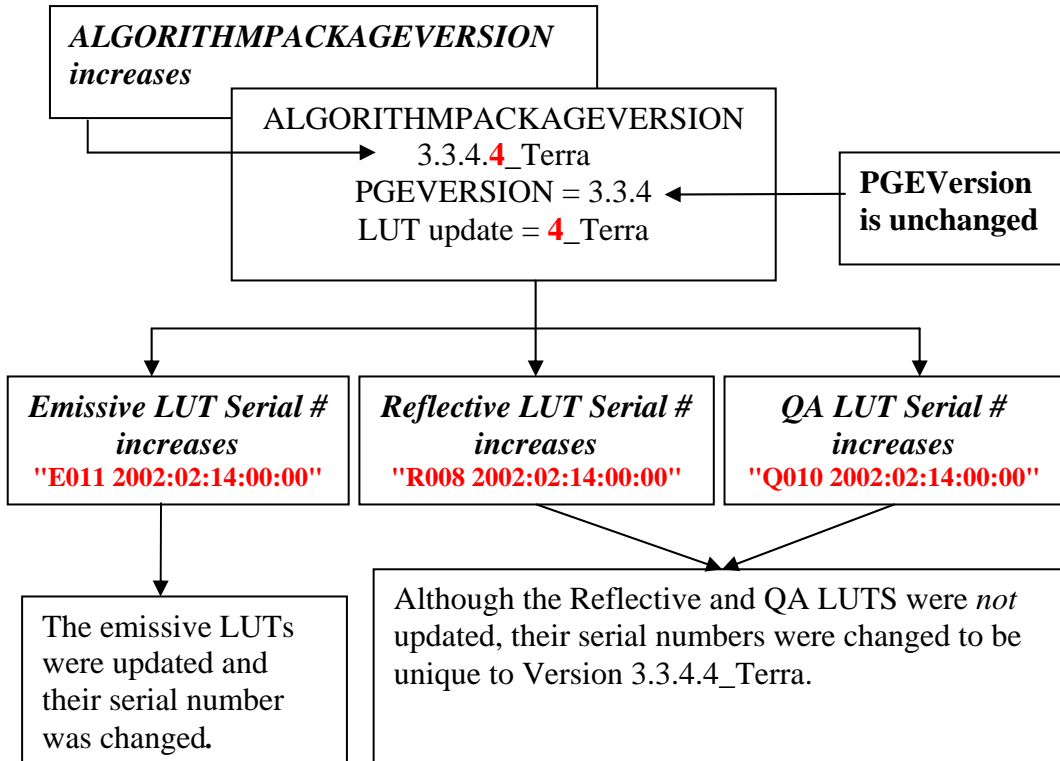 ALGORITHMPACKAGEVERSION
increases
ALGORITHMPACKAGEVERSION
3.3.4.4_Terra
PGEVERSION = 3.3.4
LUT update = 4_Terra
PGEVersion
is unchanged
Emissive LUT Serial #
increases
"E011 2002:02:14:00:00"
Reflective LUT Serial #
increases
"R008 2002:02:14:00:00"
QA LUT Serial #
increases
"Q010 2002:02:14:00:00"
The emissive LUTs
were updated and
their serial number
was changed.
Although the Reflective and QA LUTS were not
updated, their serial numbers were changed to be
unique to Version 3.3.4.4_Terra.